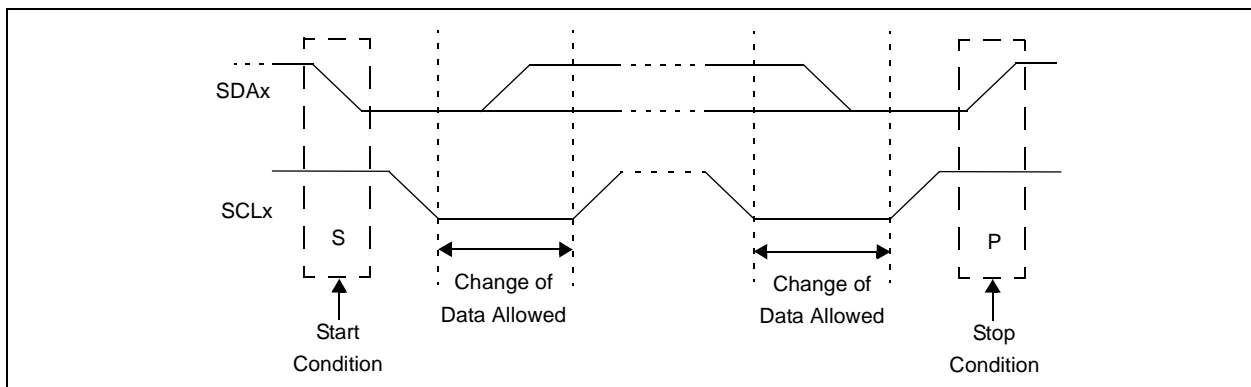 SDAx
SCLx
S
P
Change of
Data Allowed
Change of
Data Allowed
Start
Condition
Stop
Condition